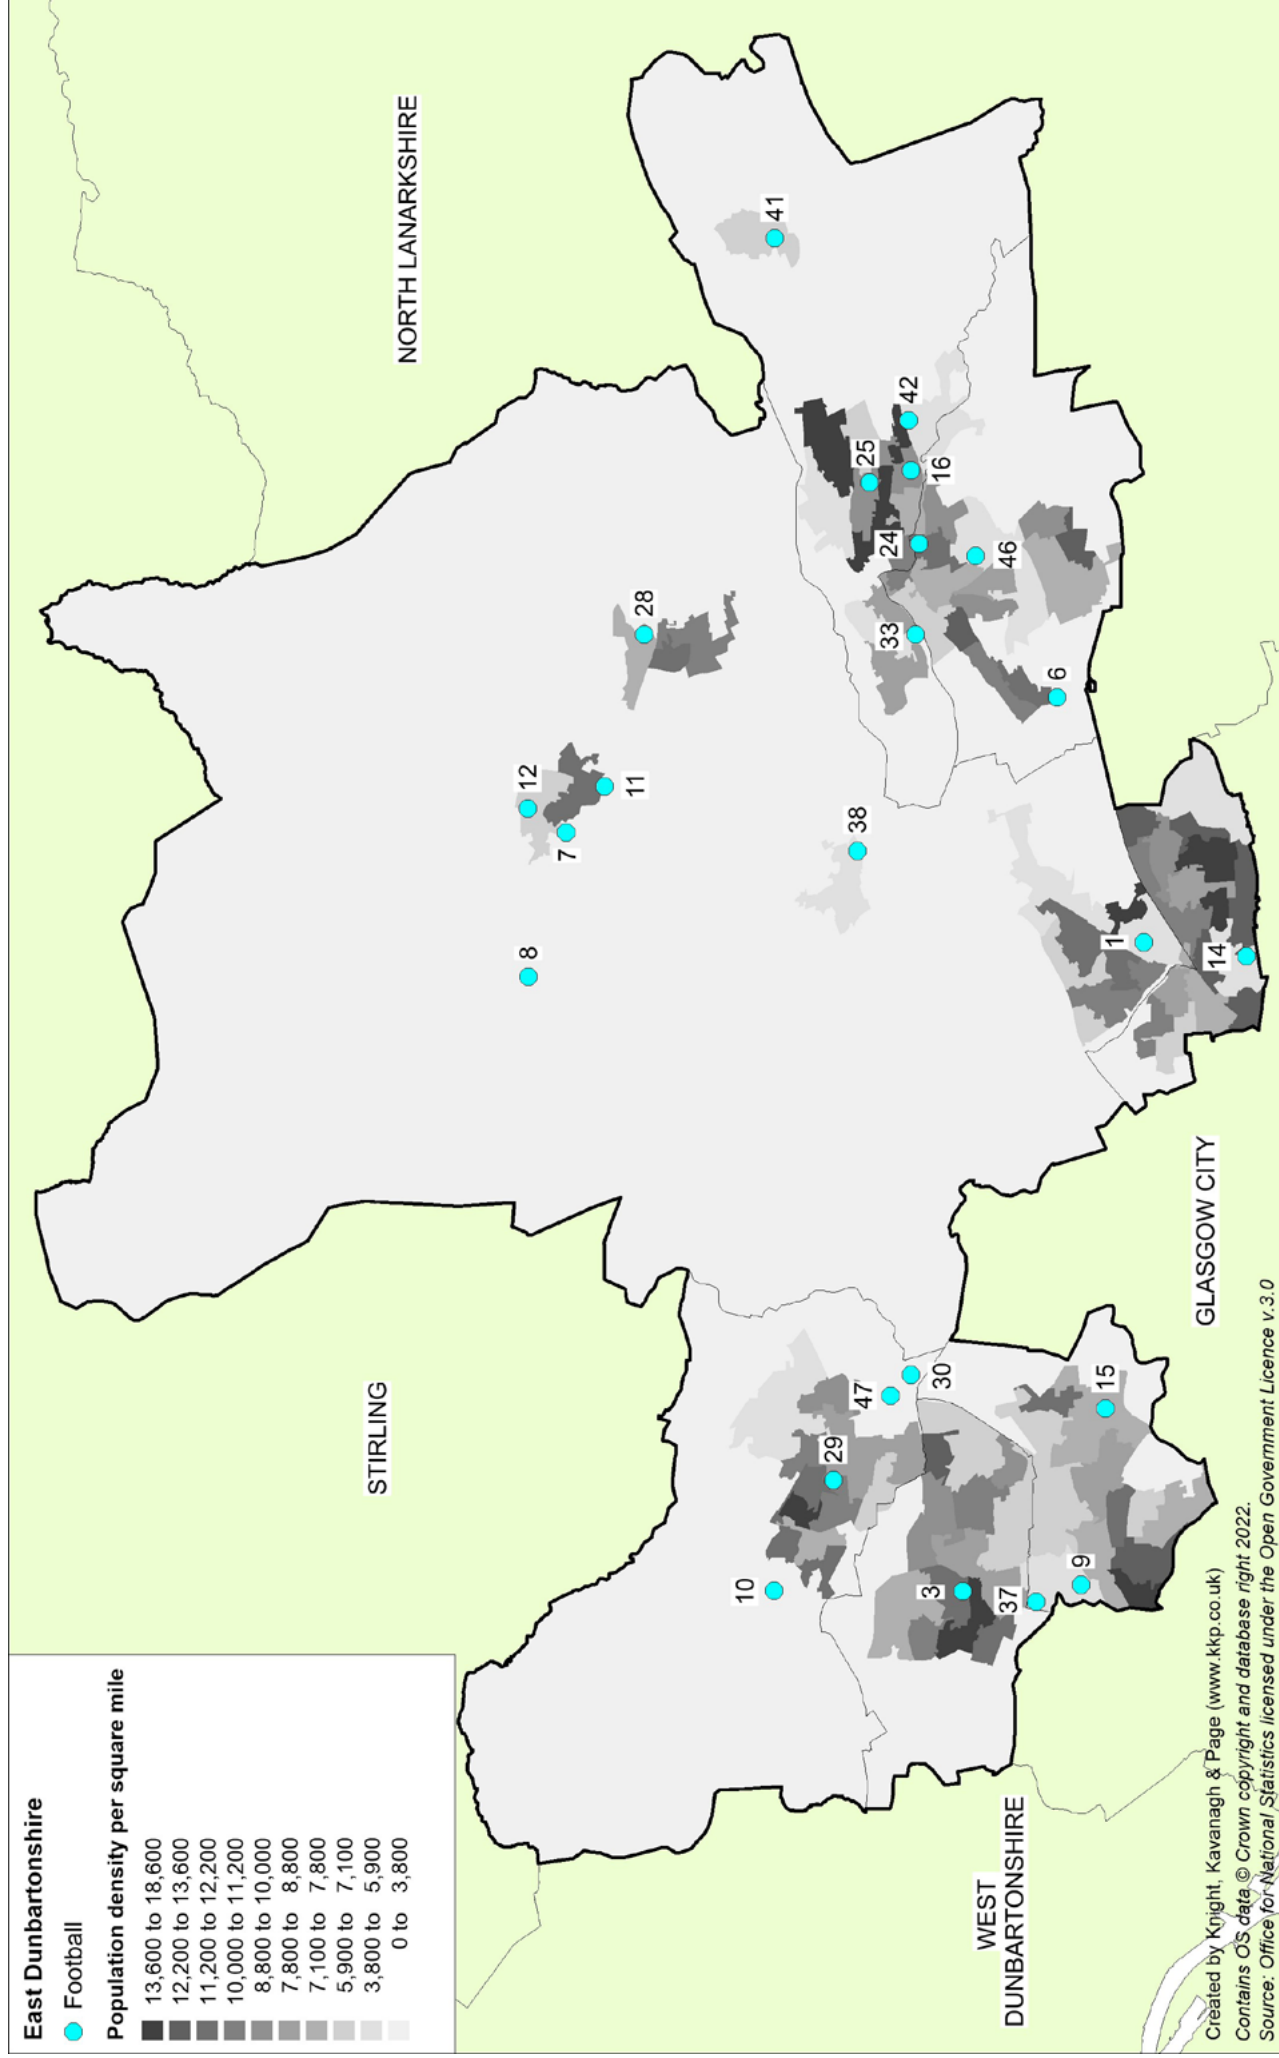 East Dunbartonshire
Football
Population density per square mile
13,600 to 18,600
12,200 to 13,600
11,200 to 12,200
10,000 to 11,200
8,800 to 10,000
7,800 to 8,800
7,100 to 7,800
5,900 to 7,100
3,800 to 5,900
0 to 3,800
STIRLING
NORTH LANARKSHIRE
8
12
7
11
28
41
10
29
47
30
38
25
42
16
24
33
46
6
3
37
9
15
1
14
WEST
DUNBARTONSHIRE
GLASGOW CITY
Created by Knight, Kavanagh & Page (www.kkp.co.uk)
Contains OS data © Crown copyright and database right 2022.
Source: Office for National Statistics licensed under the Open Government Licence v.3.0